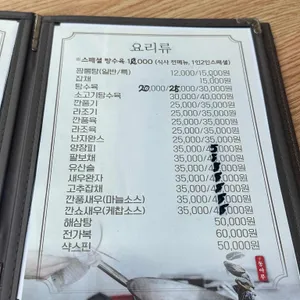 요리류
※스페셜 탕수육 18,000 (식사 전메뉴, 1인2인스페셜)
짬뽕탕(일반/특) 12,000/15,000원
잡채 15,000원
탕수육 20,000/25,000/30,000원
소고기탕수육 30,000/40,000원
깐풍기 25,000/35,000원
라조기 25,000/35,000원
깐풍육 25,000/35,000원
라조육 25,000/35,000원
난자완스 25,000/35,000원
양장피 35,000/45,000원
팔보채 35,000/45,000원
유산슬 35,000/45,000원
새우완자 35,000/45,000원
고추잡채 35,000/45,000원
깐풍새우(마늘소스) 35,000/45,000원
깐쇼새우(케찹소스) 35,000/45,000원
해삼탕 50,000원
전가복 60,000원
샥스핀 50,000원